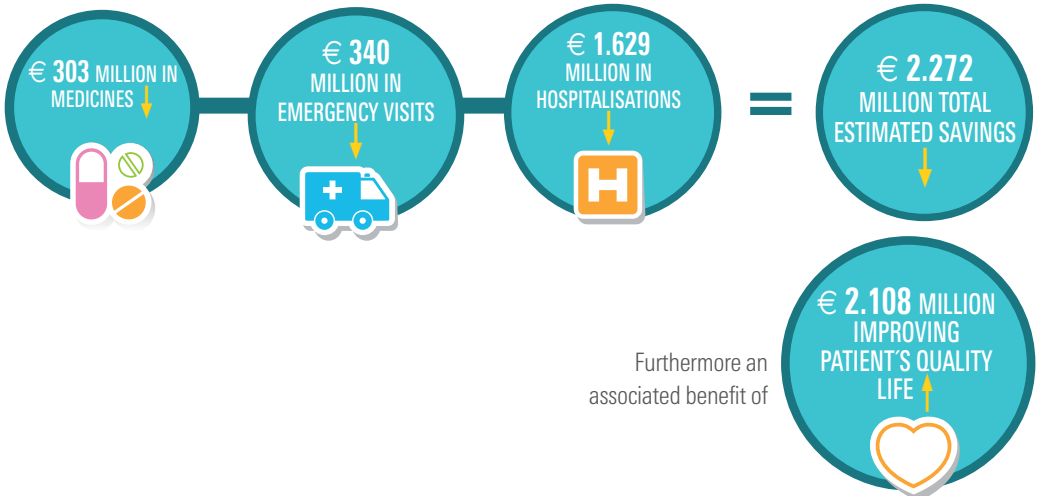 € 303 MILLION IN
MEDICINES
€ 340
MILLION IN
EMERGENCY VISITS
€ 1.629
MILLION IN
HOSPITALISATIONS
H
=
€ 2.272
MILLION TOTAL
ESTIMATED SAVINGS
Furthermore an
associated benefit of
€ 2.108 MILLION
IMPROVING
PATIENT´S QUALITY
LIFE